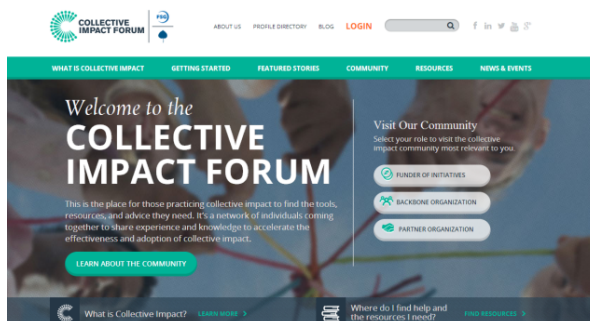 COLLECTIVE
IMPACT FORUM
FSG
ABOUT US PROFILE DIRECTORY BLOG LOGIN
WHAT IS COLLECTIVE IMPACT GETTING STARTED FEATURED STORIES COMMUNITY RESOURCES NEWS & EVENTS
Welcome to the
COLLECTIVE
IMPACT FORUM
This is the place for those practicing collective impact to find the tools,
resources, and advice they need. It's a network of individuals coming
together to share experience and knowledge to accelerate the
effectiveness and adoption of collective impact.
LEARN ABOUT THE COMMUNITY
Visit Our Community
Select your role to visit the collective
impact community most relevant to you.
FUNDER OF INITIATIVES
BACKBONE ORGANIZATION
PARTNER ORGANIZATION
What is Collective Impact? LEARN MORE >
Where do I find help and
the resources I need? FIND RESOURCES >